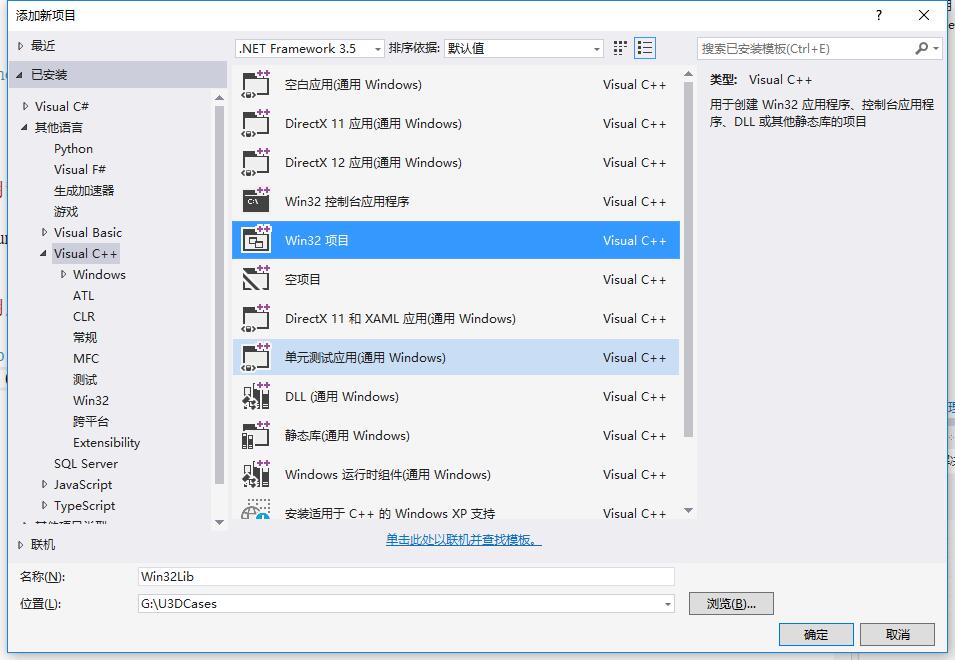 添加新项目
?
最近
.NET Framework 3.5
排序依据:
默认值
搜索已安装模板(Ctrl+E)
已安装
Visual C#
其他语言
Python
Visual F#
生成加速器
游戏
Visual Basic
Visual C++
Windows
ATL
CLR
常规
MFC
测试
Win32
跨平台
Extensibility
SQL Server
JavaScript
TypeScript
其他项目类型
联机
空白应用(通用 Windows) Visual C++
DirectX 11 应用(通用 Windows) Visual C++
DirectX 12 应用(通用 Windows) Visual C++
Win32 控制台应用程序 Visual C++
Win32 项目 Visual C++
空项目 Visual C++
DirectX 11 和 XAML 应用(通用 Windows) Visual C++
单元测试应用(通用 Windows) Visual C++
DLL (通用 Windows) Visual C++
静态库(通用 Windows) Visual C++
Windows 运行时组件(通用 Windows) Visual C++
安装适用于 C++ 的 Windows XP 支持 Visual C++
单击此处以联机并查找模板。
类型: Visual C++
用于创建 Win32 应用程序、控制台应用程
序、DLL 或其他静态库的项目
名称(N): Win32Lib
位置(L): G:\U3DCases
浏览(B)...
确定
取消